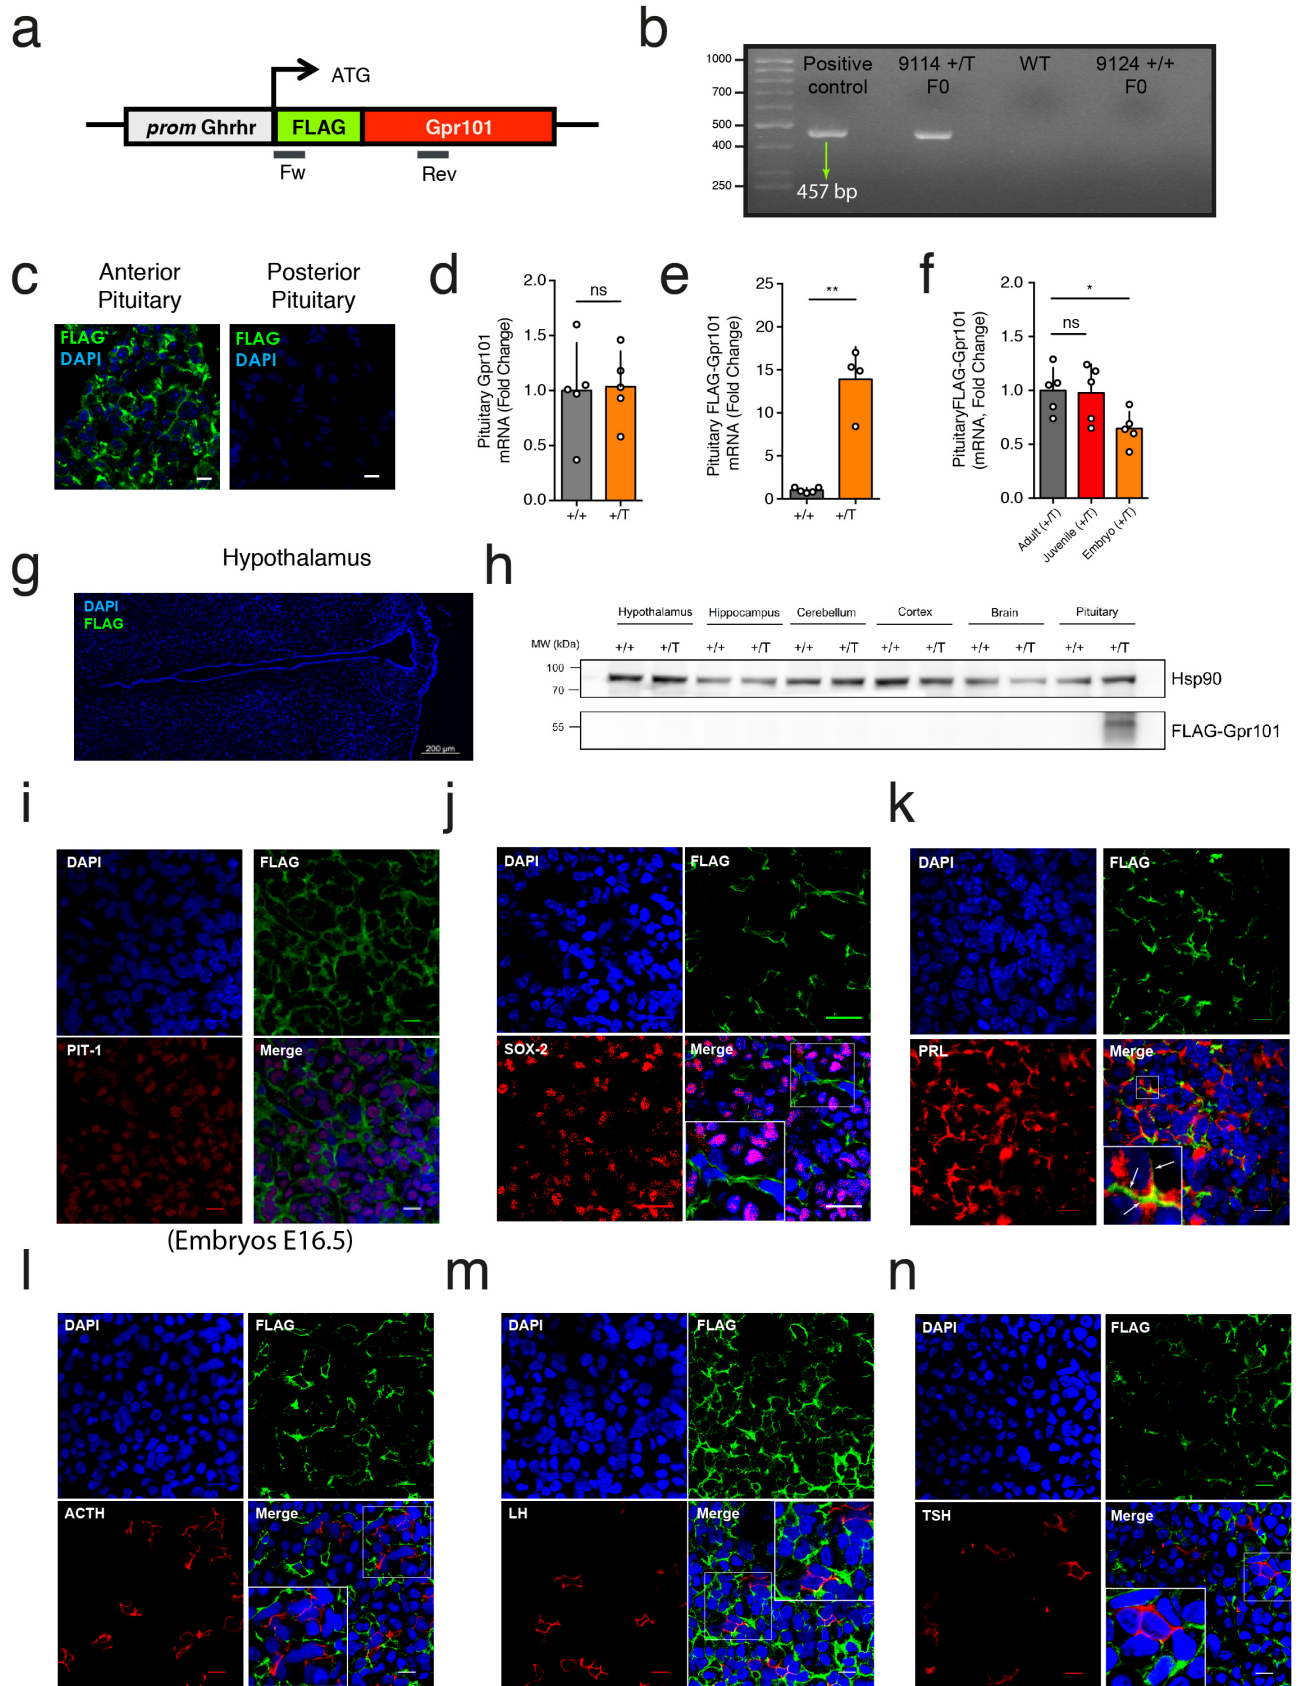 a
ATG
prom Ghrhr
FLAG
Gpr101
Fw
Rev
b
1000
700
500
400
250
Positive control
9114 +/T F0
WT
9124 +/+ F0
457 bp
c
Anterior
Pituitary
Posterior
Pituitary
FLAG
DAPI
FLAG
DAPI
d
Pituitary Gpr101
mRNA (Fold Change)
2.0
1.5
1.0
0.5
0.0
ns
+/+
+/T
e
Pituitary FLAG-Gpr101
mRNA (Fold Change)
25
20
15
10
5
0
**
+/+
+/T
f
PituitaryFLAG-Gpr101
(mRNA, Fold Change)
2.0
1.5
1.0
0.5
0.0
*
ns
Adult (+/T)
Juvenile (+/T)
Embryo (+/T)
g
Hypothalamus
DAPI
FLAG
200 µm
h
Hypothalamus
Hippocampus
Cerebellum
Cortex
Brain
Pituitary
MW (kDa)
+/+ +/T +/+ +/T +/+ +/T +/+ +/T +/+ +/T +/+ +/T
100
70
Hsp90
55
FLAG-Gpr101
i
DAPI
FLAG
PIT-1
Merge
(Embryos E16.5)
j
DAPI
FLAG
SOX-2
Merge
k
DAPI
FLAG
PRL
Merge
l
DAPI
FLAG
ACTH
Merge
m
DAPI
FLAG
LH
Merge
n
DAPI
FLAG
TSH
Merge